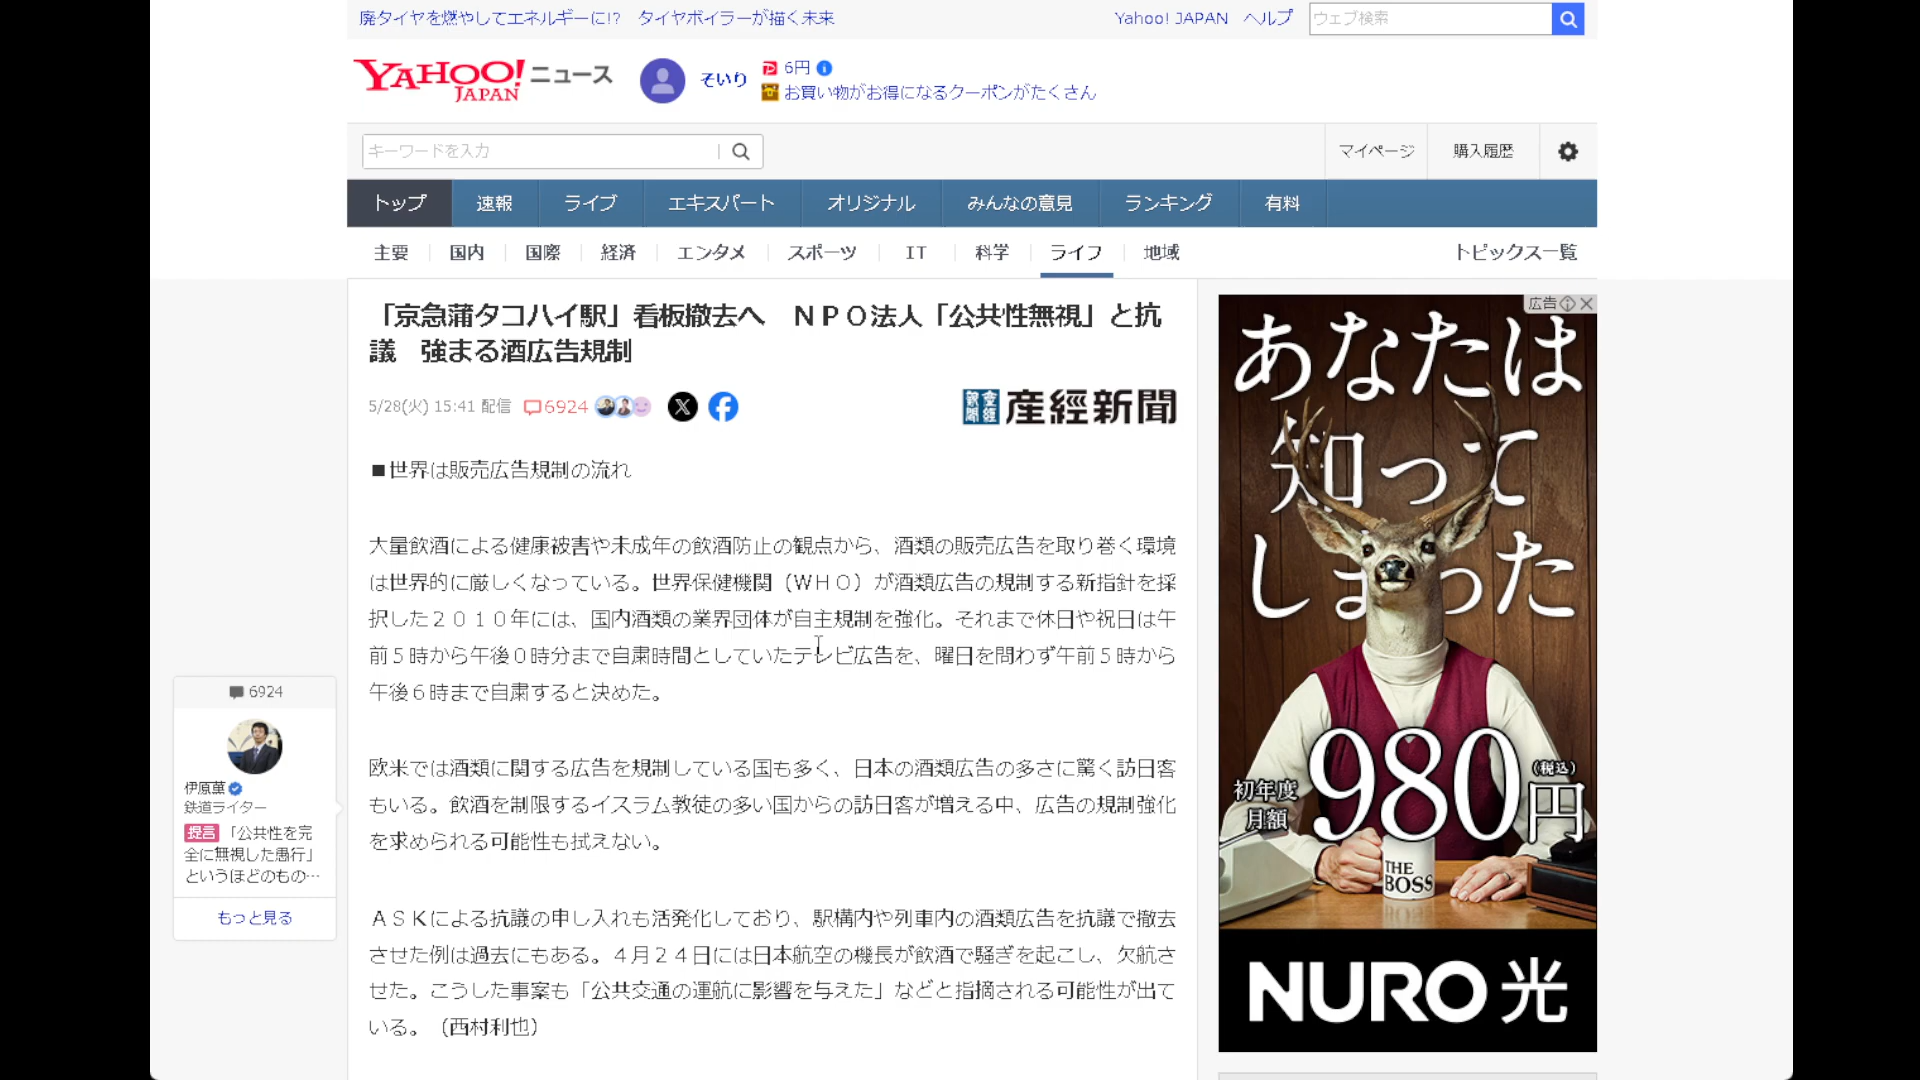 廃タイヤを燃やしてエネルギーに!? タイヤボイラーが描く未来
Yahoo! JAPAN ヘルプ ウェブ検索
YAHOO! JAPAN ニュース そいり 6円
お買い物がお得になるクーポンがたくさん
キーワードを入力 マイページ 購入履歴
トップ 速報 ライブ エキスパート オリジナル みんなの意見 ランキング 有料
主要 国内 国際 経済 エンタメ スポーツ IT 科学 ライフ 地域 トピックス一覧
「京急蒲タコハイ駅」看板撤去へ ＮＰＯ法人「公共性無視」と抗
議 強まる酒広告規制
5/28(火) 15:41 配信 6924
産経新聞 産經新聞
■世界は販売広告規制の流れ
大量飲酒による健康被害や未成年の飲酒防止の観点から、酒類の販売広告を取り巻く環境
は世界的に厳しくなっている。世界保健機関（ＷＨＯ）が酒類広告の規制する新指針を採
択した２０１０年には、国内酒類の業界団体が自主規制を強化。それまで休日や祝日は午
前５時から午後０時分まで自粛時間としていたテレビ広告を、曜日を問わず午前５時から
午後６時まで自粛すると決めた。
欧米では酒類に関する広告を規制している国も多く、日本の酒類広告の多さに驚く訪日客
もいる。飲酒を制限するイスラム教徒の多い国からの訪日客が増える中、広告の規制強化
を求められる可能性も拭えない。
ＡＳＫによる抗議の申し入れも活発化しており、駅構内や列車内の酒類広告を抗議で撤去
させた例は過去にもある。４月２４日には日本航空の機長が飲酒で騒ぎを起こし、欠航さ
せた。こうした事案も「公共交通の運航に影響を与えた」などと指摘される可能性が出て
いる。（西村利也）
6924
伊原薫
鉄道ライター
提言 「公共性を完
全に無視した愚行」
というほどのもの…
もっと見る
広告
あなたは
知って
しまった
初年度
月額
980円
(税込)
THE
BOSS
NURO 光